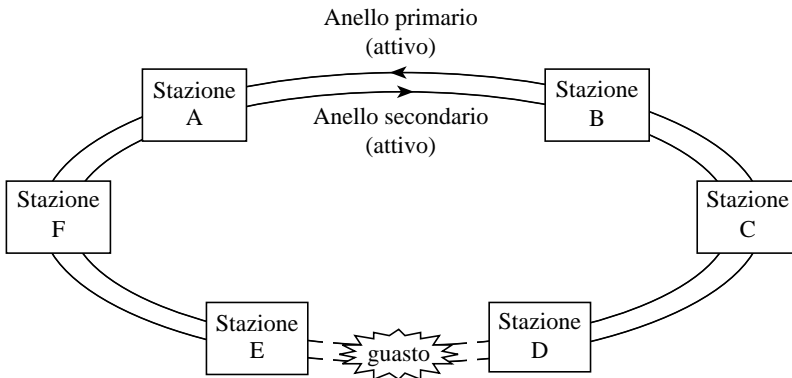 Anello primario
(attivo)
Stazione
A
Stazione
B
Anello secondario
(attivo)
Stazione
F
Stazione
C
Stazione
E
guasto
Stazione
D